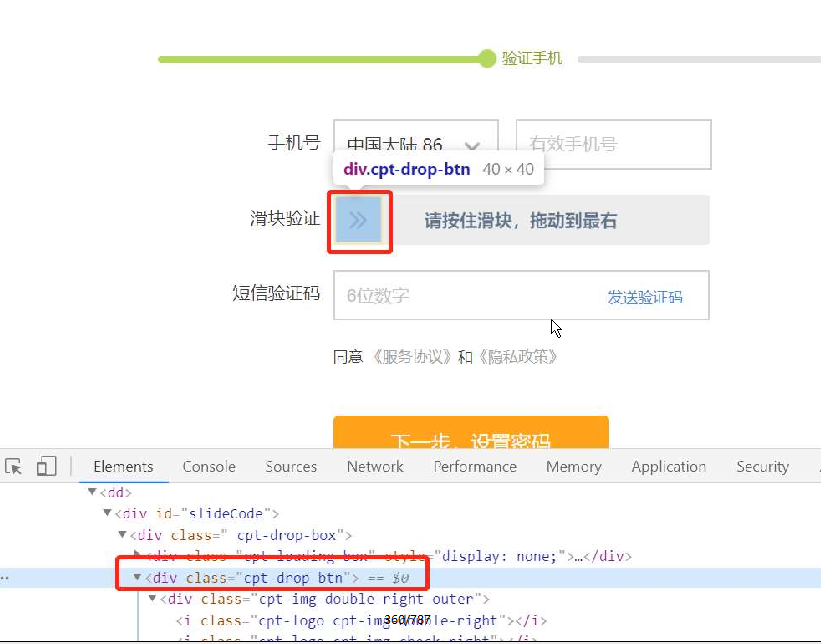 验证手机
手机号 中国大陆 86 有效手机号
div.cpt-drop-btn 40 × 40
滑块验证 请按住滑块，拖动到最右
短信验证码 6位数字 发送验证码
同意《服务协议》和《隐私政策》
下一步，设置密码
Elements Console Sources Network Performance Memory Application Security
<dd>
<div id="slideCode">
<div class=" cpt-drop-box">
<div class="cpt-loading-box" style="display: none;">…</div>
<div class="cpt-drop-btn"> == $0
<div class="cpt-img-double-right-outer">
<i class="cpt-logo cpt-img-double-right"></i>
360/787
<i class="cpt-logo cpt-img-check-right"></i>